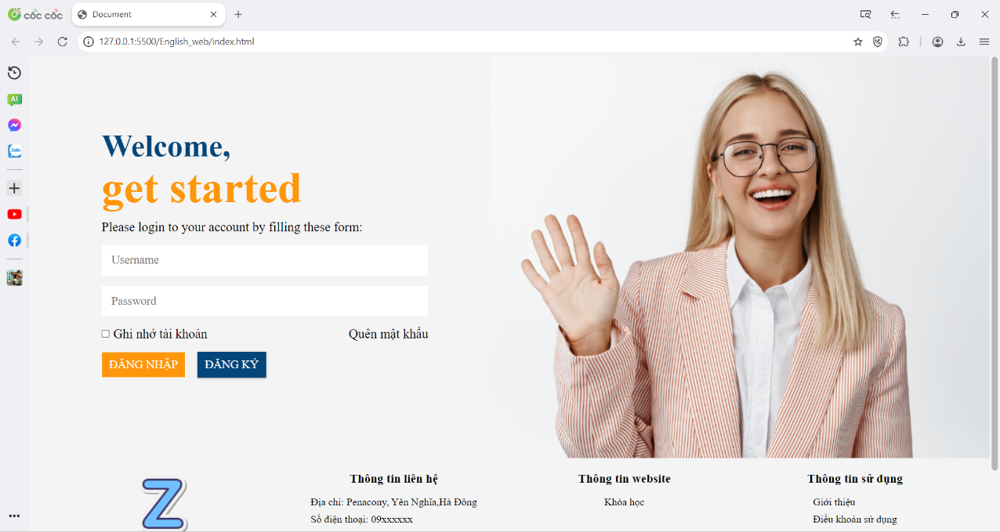 cốc cốc
Document
127.0.0.1:5500/English_web/index.html
AI
Zalo
Welcome,
get started
Please login to your account by filling these form:
Username
Password
Ghi nhớ tài khoản
Quên mật khẩu
ĐĂNG NHẬP
ĐĂNG KÝ
Z
Thông tin liên hệ
Địa chỉ: Penacony, Yên Nghĩa,Hà Đông
Số điện thoại: 09xxxxxx
Thông tin website
Khóa học
Thông tin sử dụng
Giới thiệu
Điều khoản sử dụng